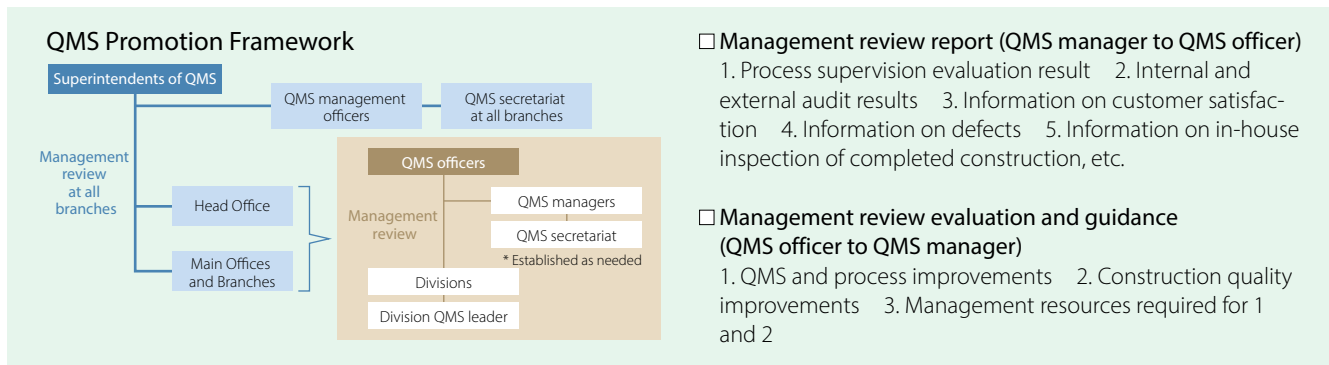 QMS Promotion Framework
Superintendents of QMS
QMS management
officers
QMS secretariat
at all branches
Management
review
at all
branches
Head Office
Main Offices
and Branches
QMS officers
Management
review
QMS managers
QMS secretariat
* Established as needed
Divisions
Division QMS leader
□ Management review report (QMS manager to QMS officer)
1. Process supervision evaluation result 2. Internal and
external audit results 3. Information on customer satisfac-
tion 4. Information on defects 5. Information on in-house
inspection of completed construction, etc.
□ Management review evaluation and guidance
(QMS officer to QMS manager)
1. QMS and process improvements 2. Construction quality
improvements 3. Management resources required for 1
and 2